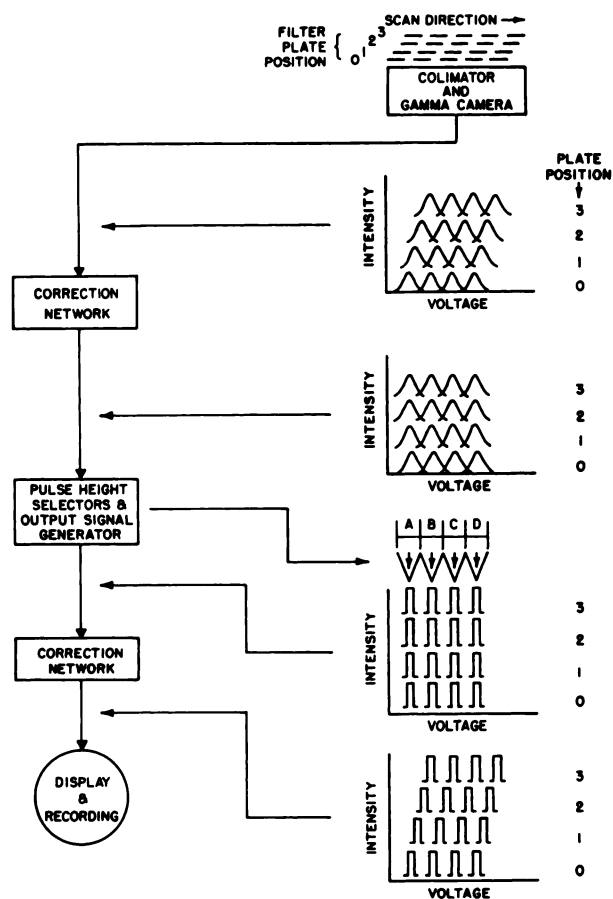 SCAN DIRECTION
FILTER
PLATE
POSITION
0 1 2 3
COLIMATOR
AND
GAMMA CAMERA
PLATE
POSITION
INTENSITY
3
2
1
0
VOLTAGE
CORRECTION
NETWORK
INTENSITY
3
2
1
0
VOLTAGE
PULSE HEIGHT
SELECTORS &
OUTPUT SIGNAL
GENERATOR
A B C D
INTENSITY
3
2
1
0
VOLTAGE
CORRECTION
NETWORK
DISPLAY
&
RECORDING
INTENSITY
3
2
1
0
VOLTAGE